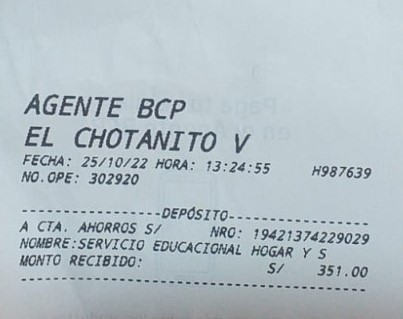 AGENTE BCP
EL CHOTANITO V
FECHA: 25/10/22 HORA: 13:24:55 H987639
NO.OPE: 302920
--------------------DEPÓSITO--------------------
A CTA. AHORROS S/ NRO: 19421374229029
NOMBRE:SERVICIO EDUCACIONAL HOGAR Y S
MONTO RECIBIDO: S/ 351.00